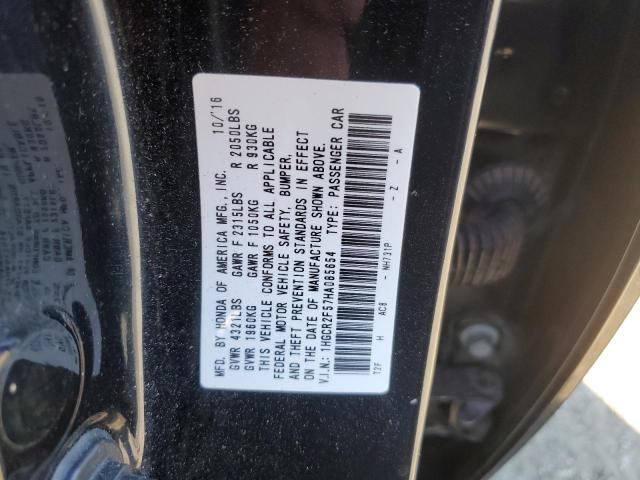 MFD. BY HONDA OF AMERICA MFG., INC. 10/'16
GVWR 4321LBS GAWR F 2315LBS R 2050LBS
GVWR 1960KG GAWR F 1050KG R 930KG
THIS VEHICLE CONFORMS TO ALL APPLICABLE
FEDERAL MOTOR VEHICLE SAFETY, BUMPER,
AND THEFT PREVENTION STANDARDS IN EFFECT
ON THE DATE OF MANUFACTURE SHOWN ABOVE.
V.I.N.: 1HGCR2F57HA085654 TYPE: PASSENGER CAR
T2F H AC8 - NH731P - Z - A